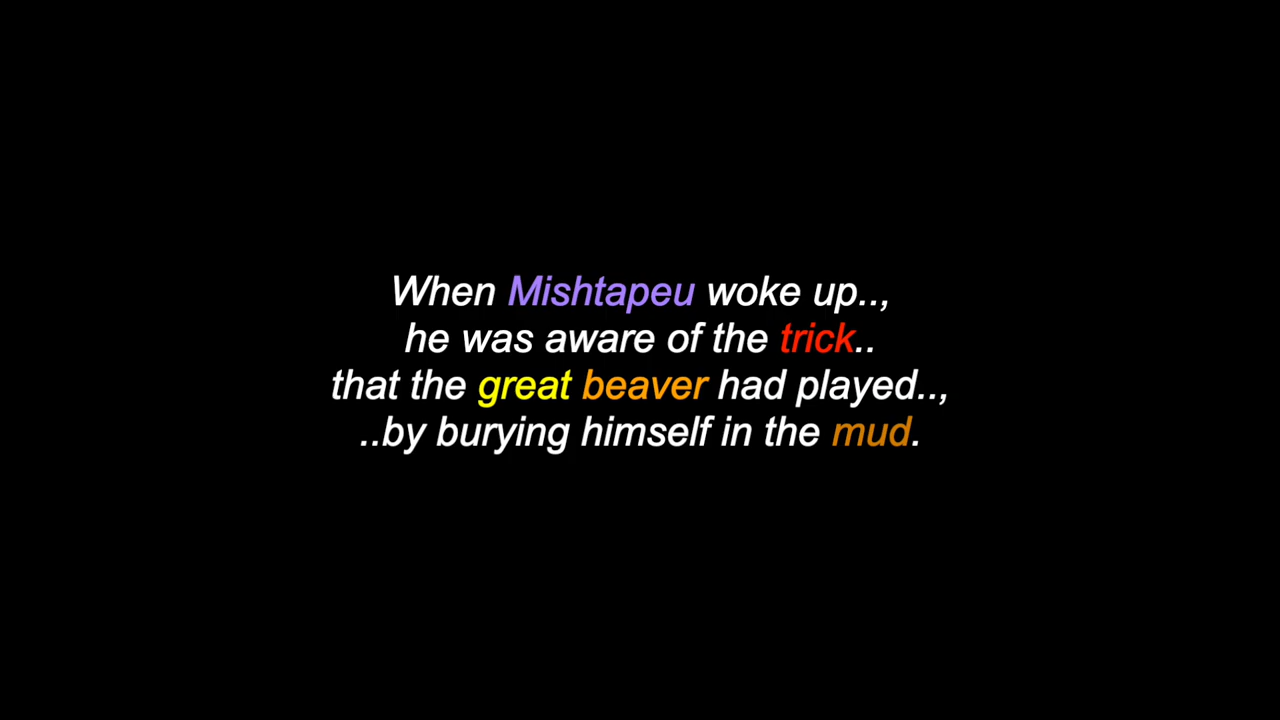 When Mishtapeu woke up..,
he was aware of the trick..
that the great beaver had played..,
..by burying himself in the mud.